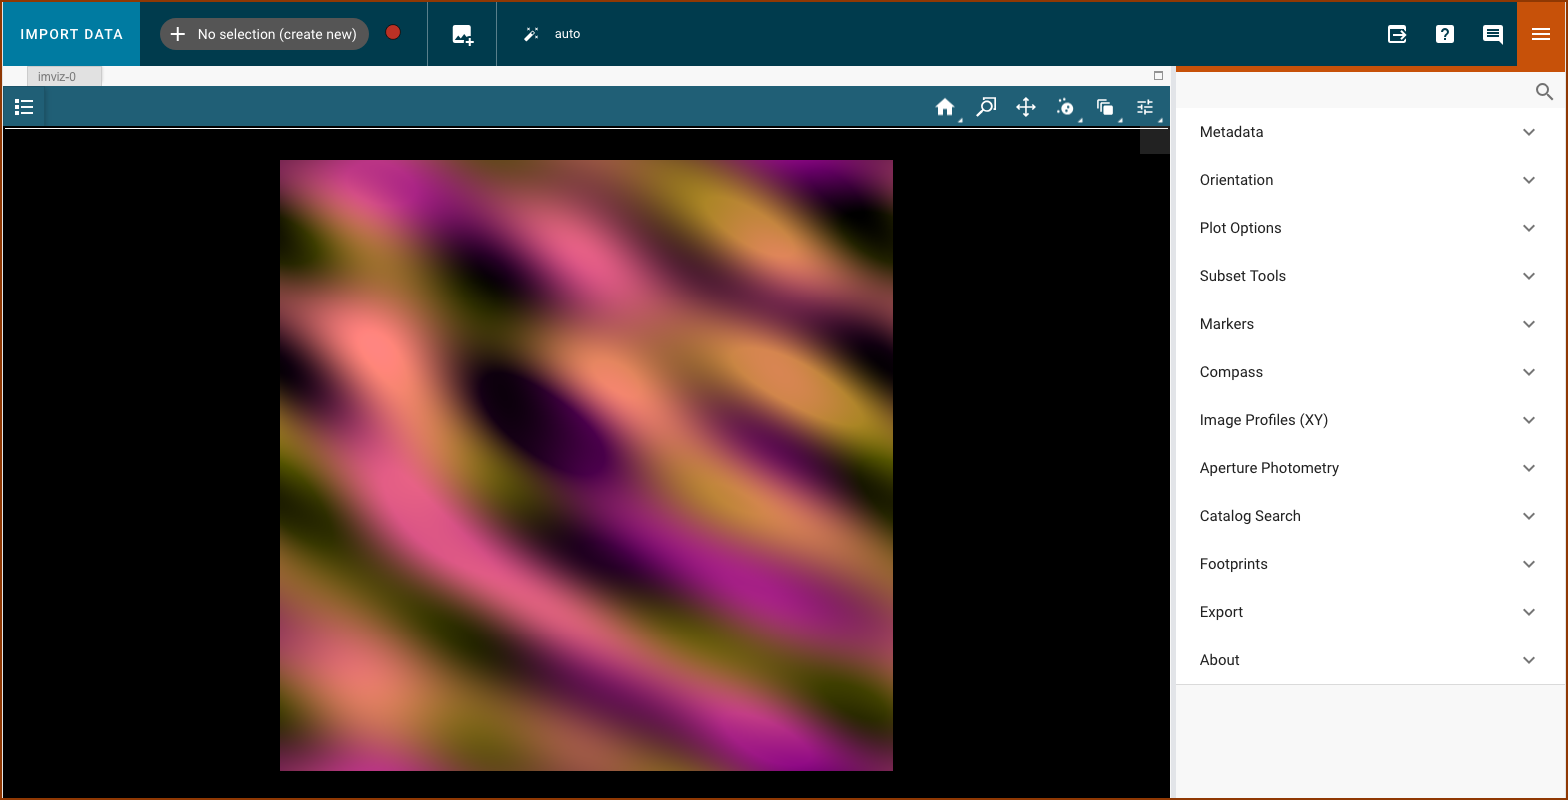 IMPORT DATA
No selection (create new)
auto
imviz-0
Metadata
Orientation
Plot Options
Subset Tools
Markers
Compass
Image Profiles (XY)
Aperture Photometry
Catalog Search
Footprints
Export
About